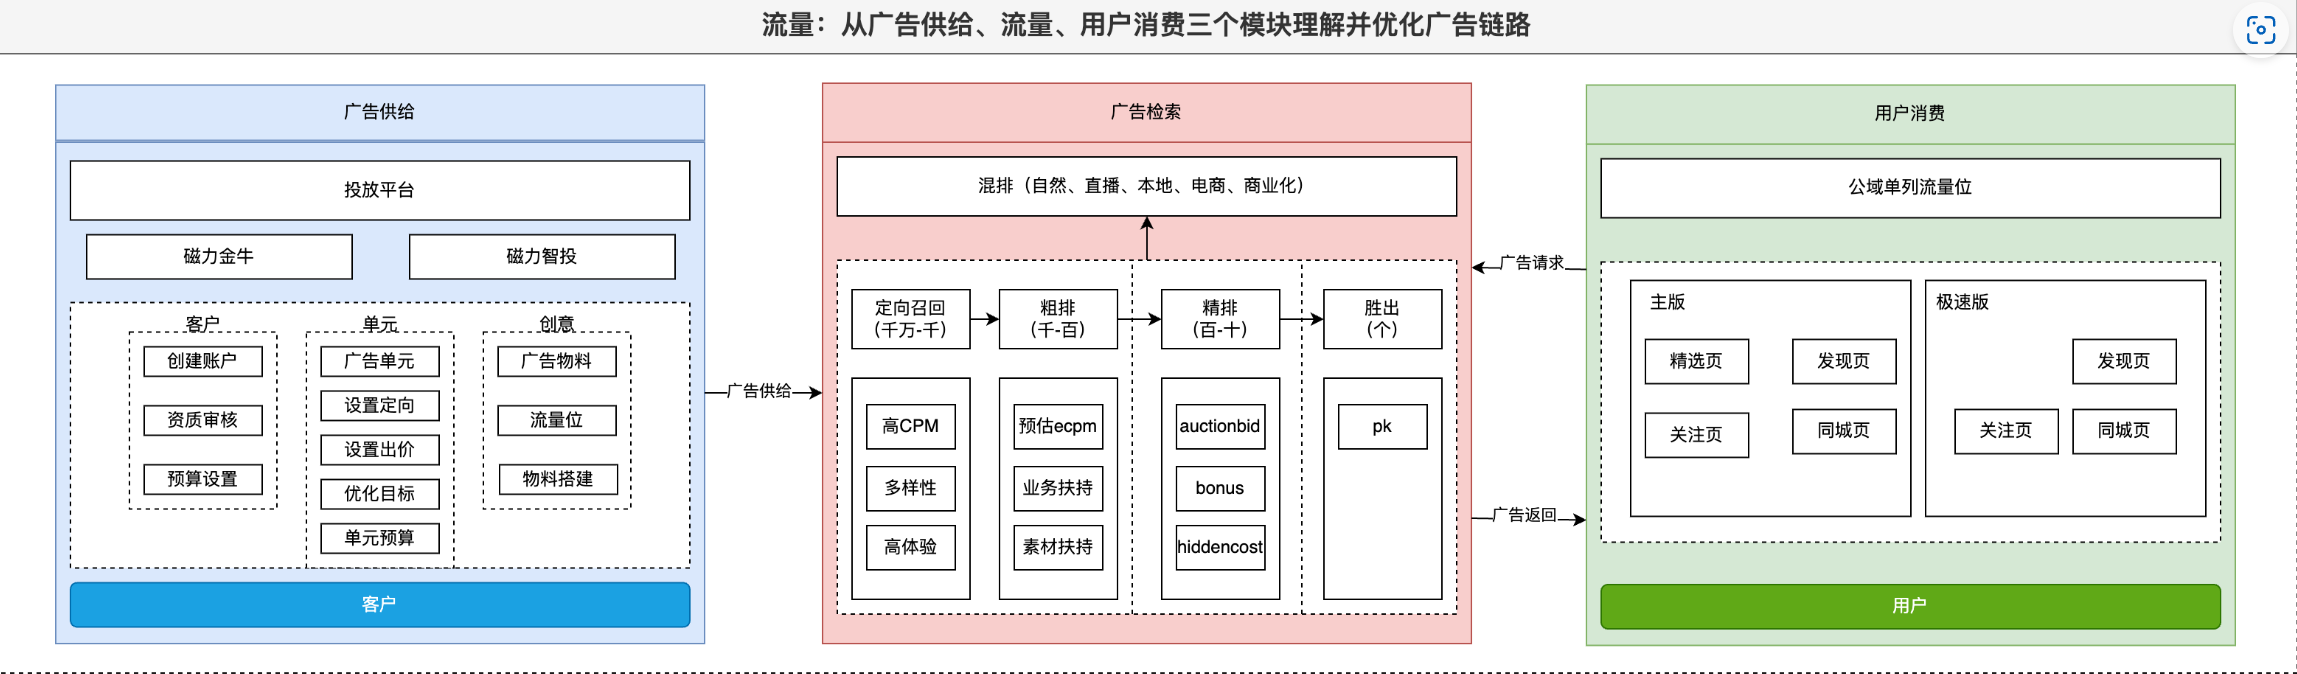 流量：从广告供给、流量、用户消费三个模块理解并优化广告链路
广告供给
投放平台
磁力金牛
磁力智投
客户
创建账户
资质审核
预算设置
单元
广告单元
设置定向
设置出价
优化目标
单元预算
创意
广告物料
流量位
物料搭建
客户
广告供给
广告检索
混排（自然、直播、本地、电商、商业化）
定向召回
（千万-千）
粗排
（千-百）
精排
（百-十）
胜出
（个）
高CPM
多样性
高体验
预估ecpm
业务扶持
素材扶持
auctionbid
bonus
hiddencost
pk
广告请求
广告返回
用户消费
公域单列流量位
主版
精选页
发现页
关注页
同城页
极速版
发现页
关注页
同城页
用户